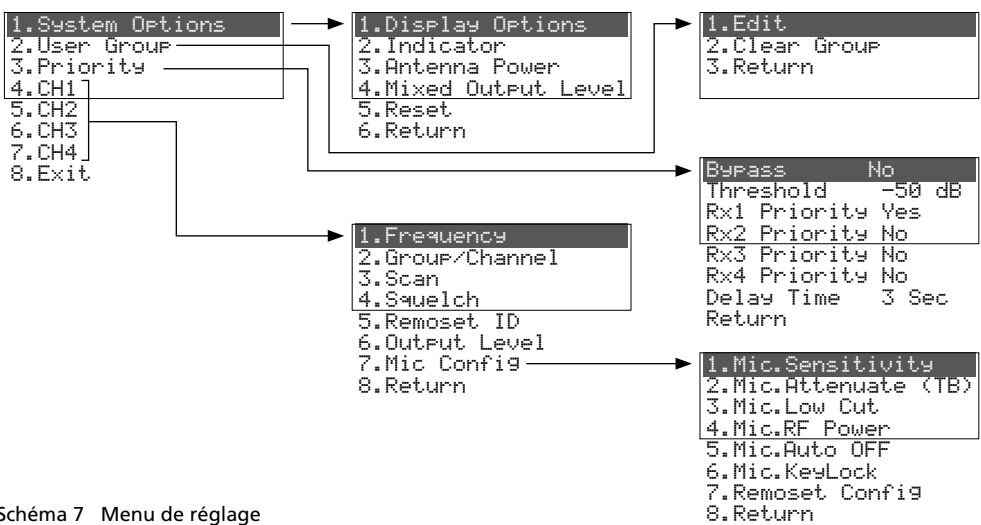 1.System Options
2.User Group
3.Priority
4.CH1
5.CH2
6.CH3
7.CH4
8.Exit
1.Display Options
2.Indicator
3.Antenna Power
4.Mixed Output Level
5.Reset
6.Return
1.Edit
2.Clear Group
3.Return
Bypass No
Threshold -50 dB
Rx1 Priority Yes
Rx2 Priority No
Rx3 Priority No
Rx4 Priority No
Delay Time 3 Sec
Return
1.Frequency
2.Group/Channel
3.Scan
4.Squelch
5.Remoset ID
6.Output Level
7.Mic Config
8.Return
1.Mic.Sensitivity
2.Mic.Attenuate (TB)
3.Mic.Low Cut
4.Mic.RF Power
5.Mic.Auto OFF
6.Mic.KeyLock
7.Remoset Config
8.Return
Schéma 7 Menu de réglage